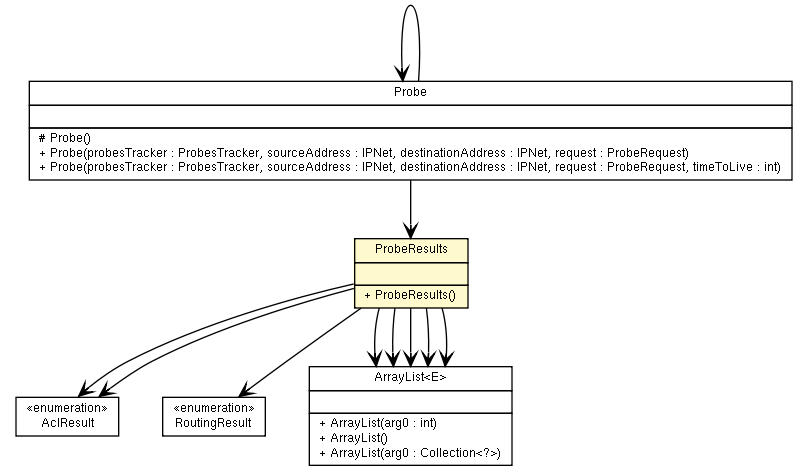 Probe
# Probe()
+ Probe(probesTracker : ProbesTracker, sourceAddress : IPNet, destinationAddress : IPNet, request : ProbeRequest)
+ Probe(probesTracker : ProbesTracker, sourceAddress : IPNet, destinationAddress : IPNet, request : ProbeRequest, timeToLive : int)
ProbeResults
+ ProbeResults()
«enumeration»
AclResult
«enumeration»
RoutingResult
ArrayList<E>
+ ArrayList(arg0 : int)
+ ArrayList()
+ ArrayList(arg0 : Collection<?>)